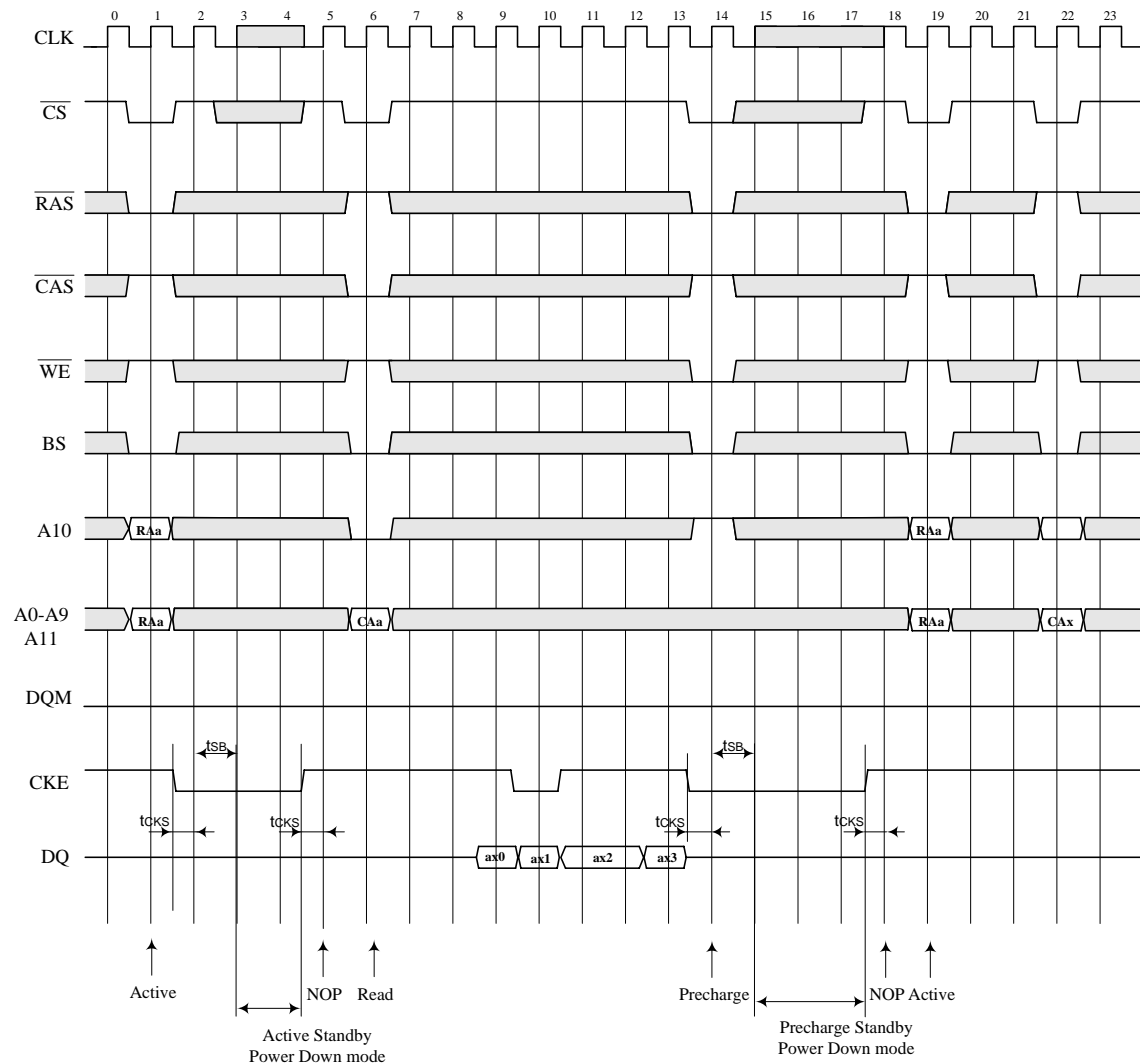 0 1 2 3 4 5 6 7 8 9 10 11 12 13 14 15 16 17 18 19 20 21 22 23
CLK
CS
RAS
CAS
WE
BS
A10 RAa RAa
A0-A9 RAa CAa RAa CAx
A11
DQM
tSB tSB
CKE
tCKS tCKS tCKS tCKS
DQ ax0 ax1 ax2 ax3
Active NOP Read Precharge NOP Active
Active Standby
Power Down mode
Precharge Standby
Power Down mode